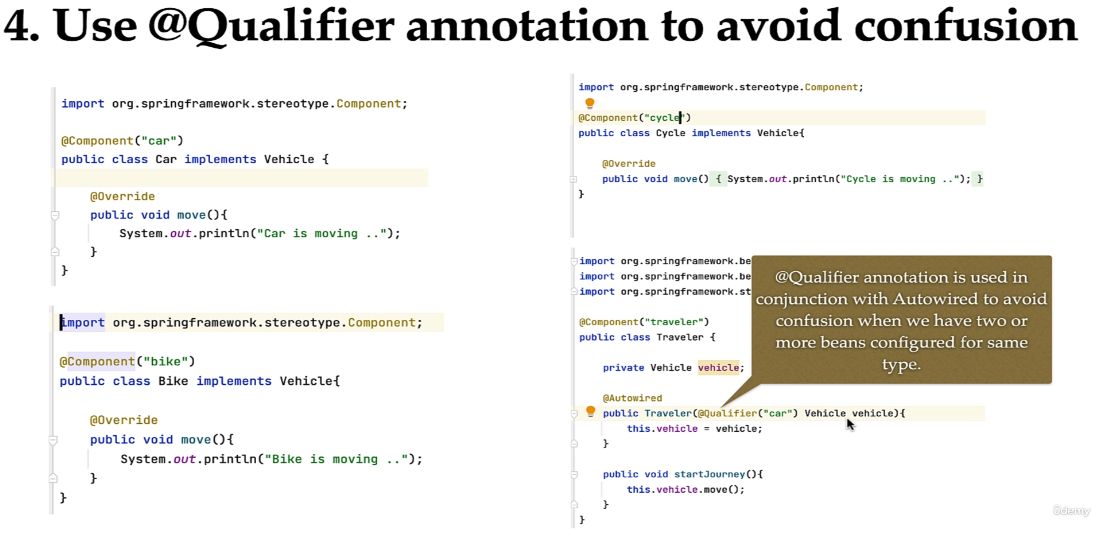 4. Use @Qualifier annotation to avoid confusion
import org.springframework.stereotype.Component;
@Component("car")
public class Car implements Vehicle {
@Override
public void move(){
System.out.println("Car is moving ..");
}
}
import org.springframework.stereotype.Component;
@Component("bike")
public class Bike implements Vehicle{
@Override
public void move(){
System.out.println("Bike is moving ..");
}
}
import org.springframework.stereotype.Component;
@Component("cycle")
public class Cycle implements Vehicle{
@Override
public void move() { System.out.println("Cycle is moving .."); }
}
import org.springframework.be
import org.springframework.be
import org.springframework.st
@Component("traveler")
public class Traveler {
private Vehicle vehicle;
@Autowired
public Traveler(@Qualifier("car") Vehicle vehicle){
this.vehicle = vehicle;
}
public void startJourney(){
this.vehicle.move();
}
}
@Qualifier annotation is used in
conjunction with Autowired to avoid
confusion when we have two or
more beans configured for same
type.
ûdemy